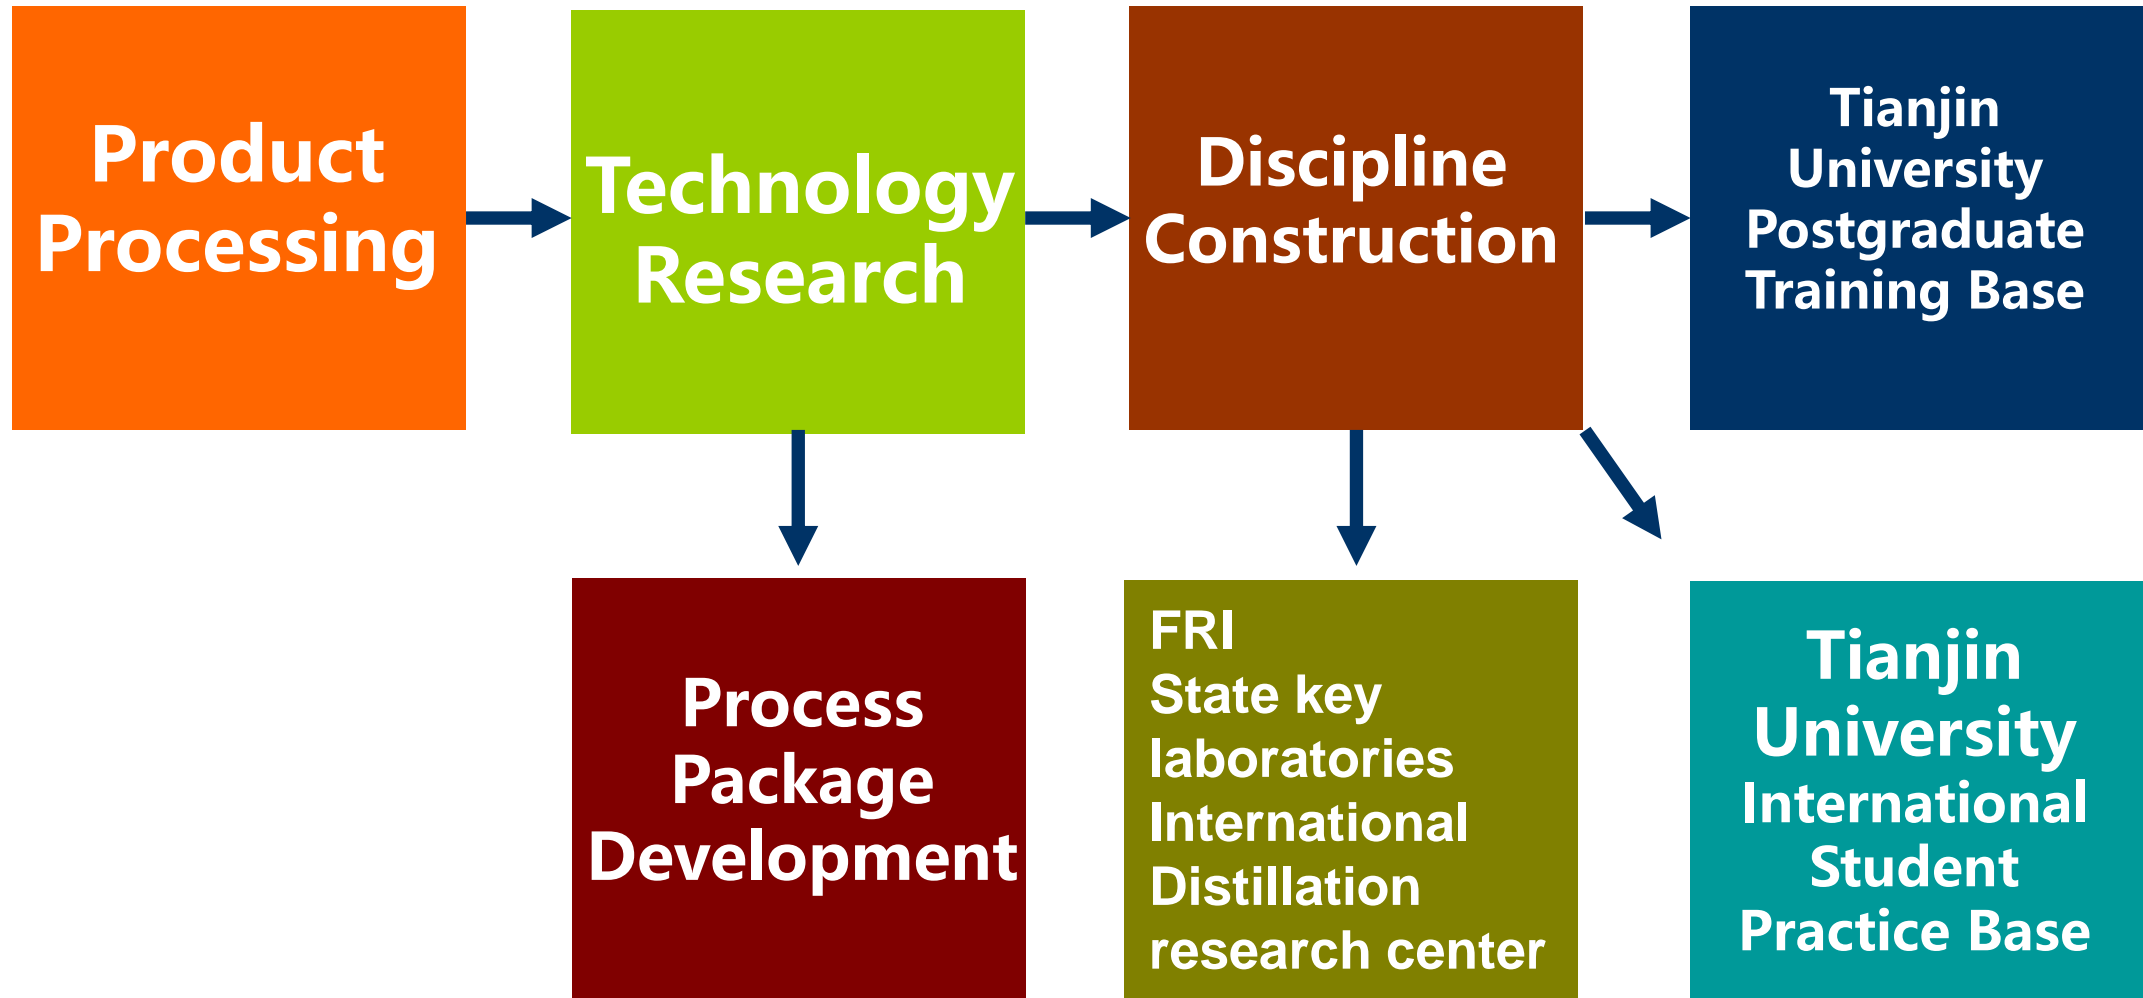 Product
Processing
Technology
Research
Discipline
Construction
Tianjin
University
Postgraduate
Training Base
Process
Package
Development
FRI
State key
laboratories
International
Distillation
research center
Tianjin
University
International
Student
Practice Base